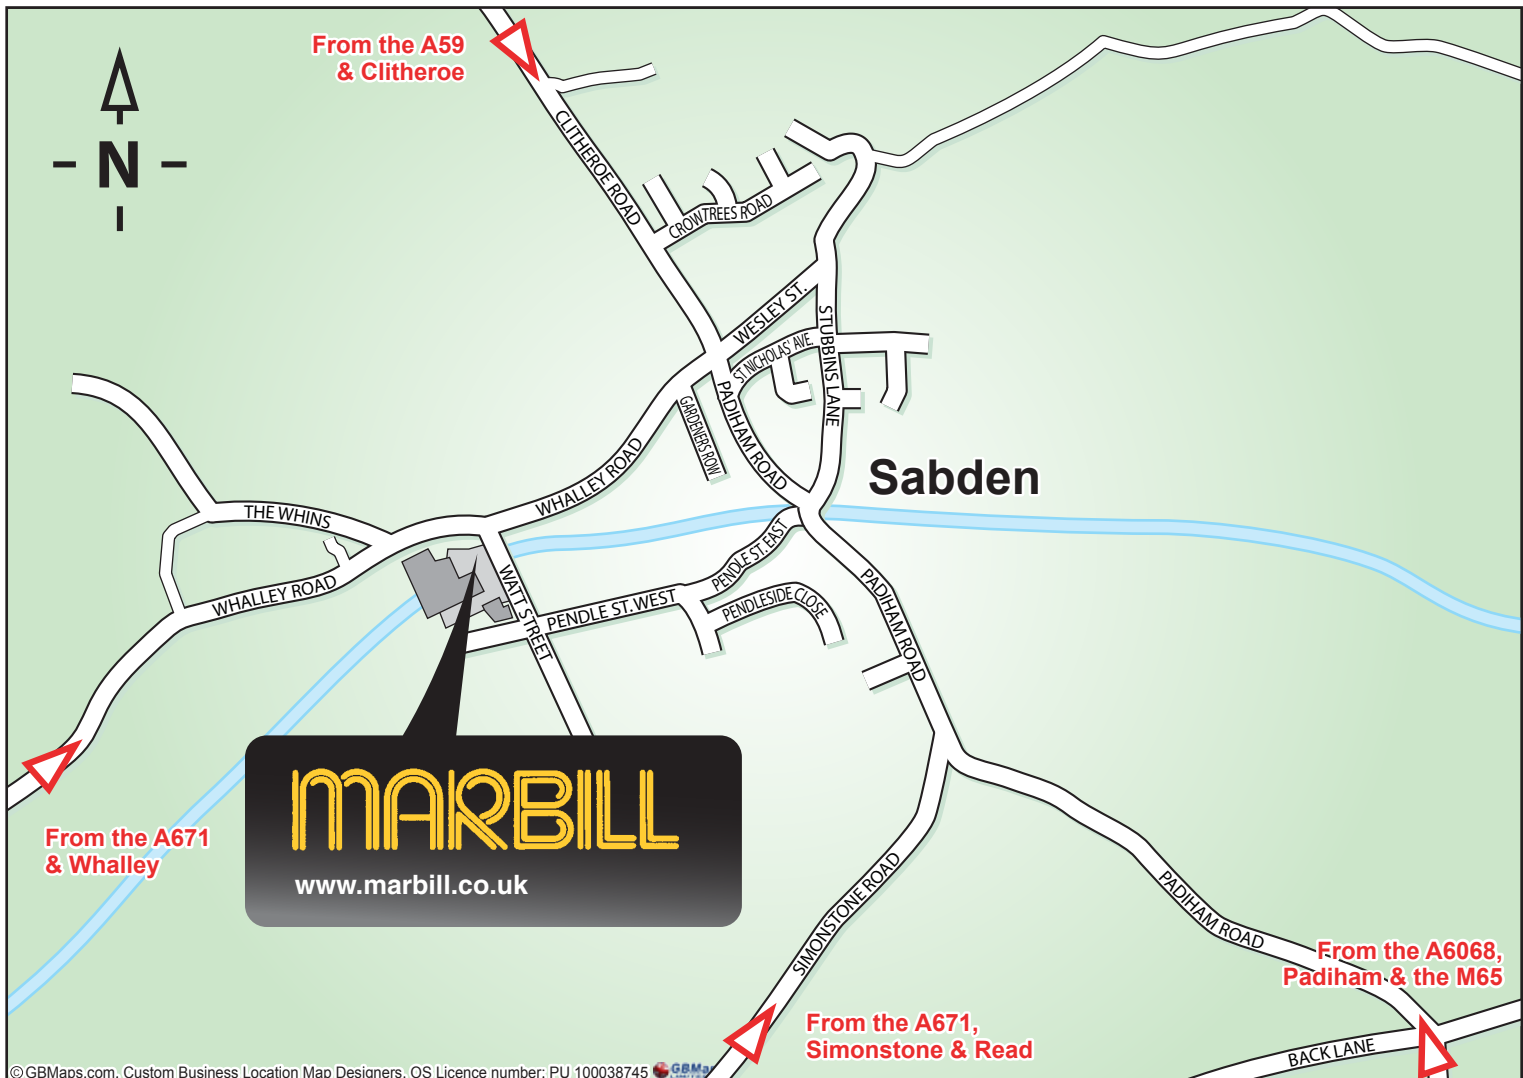 From the A59
& Clitheroe
N
CLITHEROE ROAD
CROWTREES ROAD
WESLEY ST.
ST NICHOLAS' AVE.
STUBBINS LANE
PADIHAM ROAD
GARDENERS ROW
WHALLEY ROAD
Sabden
THE WHINS
WHALLEY ROAD
WATT STREET
PENDLE ST. WEST
PENDLE ST. EAST
PENDLESIDE CLOSE
PADIHAM ROAD
MARBILL
www.marbill.co.uk
From the A671
& Whalley
SIMONSTONE ROAD
PADIHAM ROAD
From the A6068,
Padiham & the M65
From the A671,
Simonstone & Read
BACK LANE
© GBMaps.com. Custom Business Location Map Designers. OS Licence number: PU 100038745